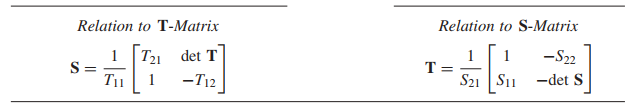 Relation to T-Matrix
S = 1/T11 [T21 det T; 1 −T12]
Relation to S-Matrix
T = 1/S21 [1 −S22; S11 −det S]